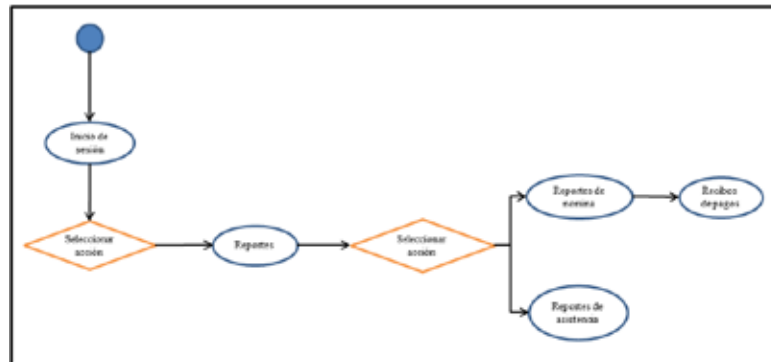 Inicio de
sesión
Seleccionar
acción
Reportes
Seleccionar
acción
Reportes de
nomina
Recibos
de pagos
Reportes de
asistencia